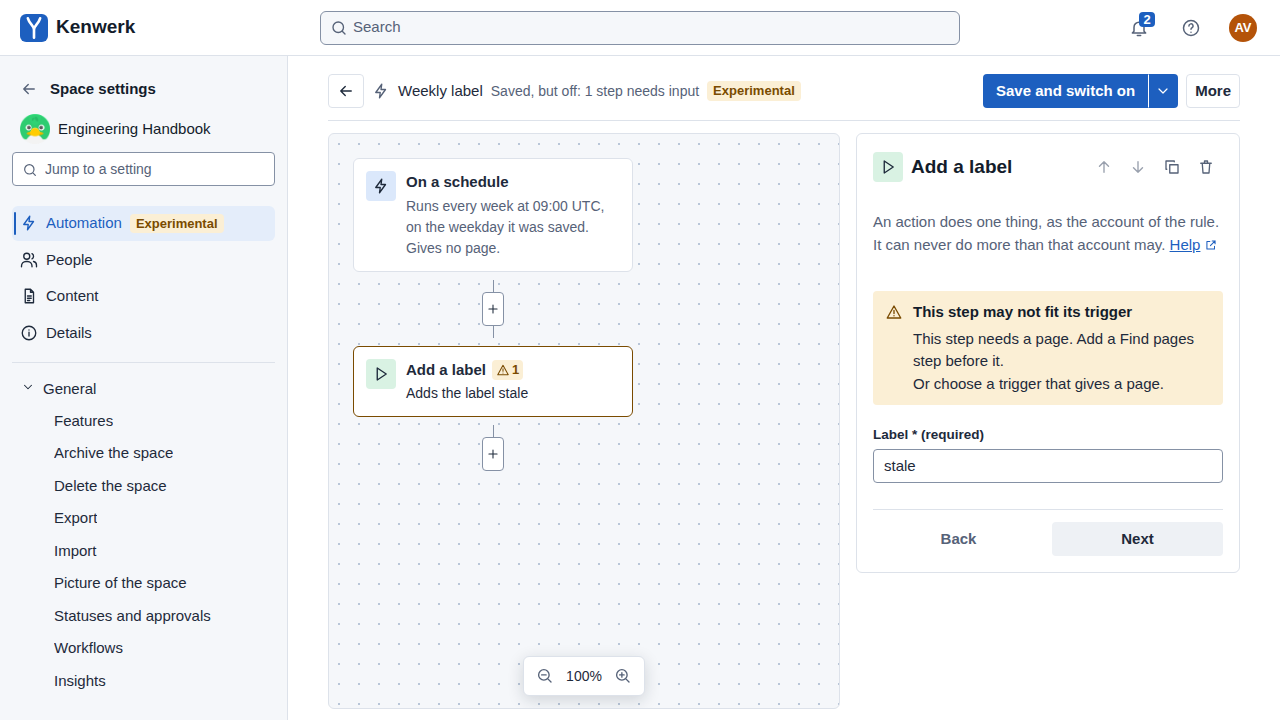 Kenwerk
Search
2
AV
Space settings
Engineering Handbook
Jump to a setting
Automation Experimental
People
Content
Details
General
Features
Archive the space
Delete the space
Export
Import
Picture of the space
Statuses and approvals
Workflows
Insights
Weekly label Saved, but off: 1 step needs input Experimental
Save and switch on
More
On a schedule
Runs every week at 09:00 UTC,
on the weekday it was saved.
Gives no page.
Add a label 1
Adds the label stale
100%
Add a label
An action does one thing, as the account of the rule.
It can never do more than that account may. Help
This step may not fit its trigger
This step needs a page. Add a Find pages
step before it.
Or choose a trigger that gives a page.
Label * (required)
stale
Back
Next